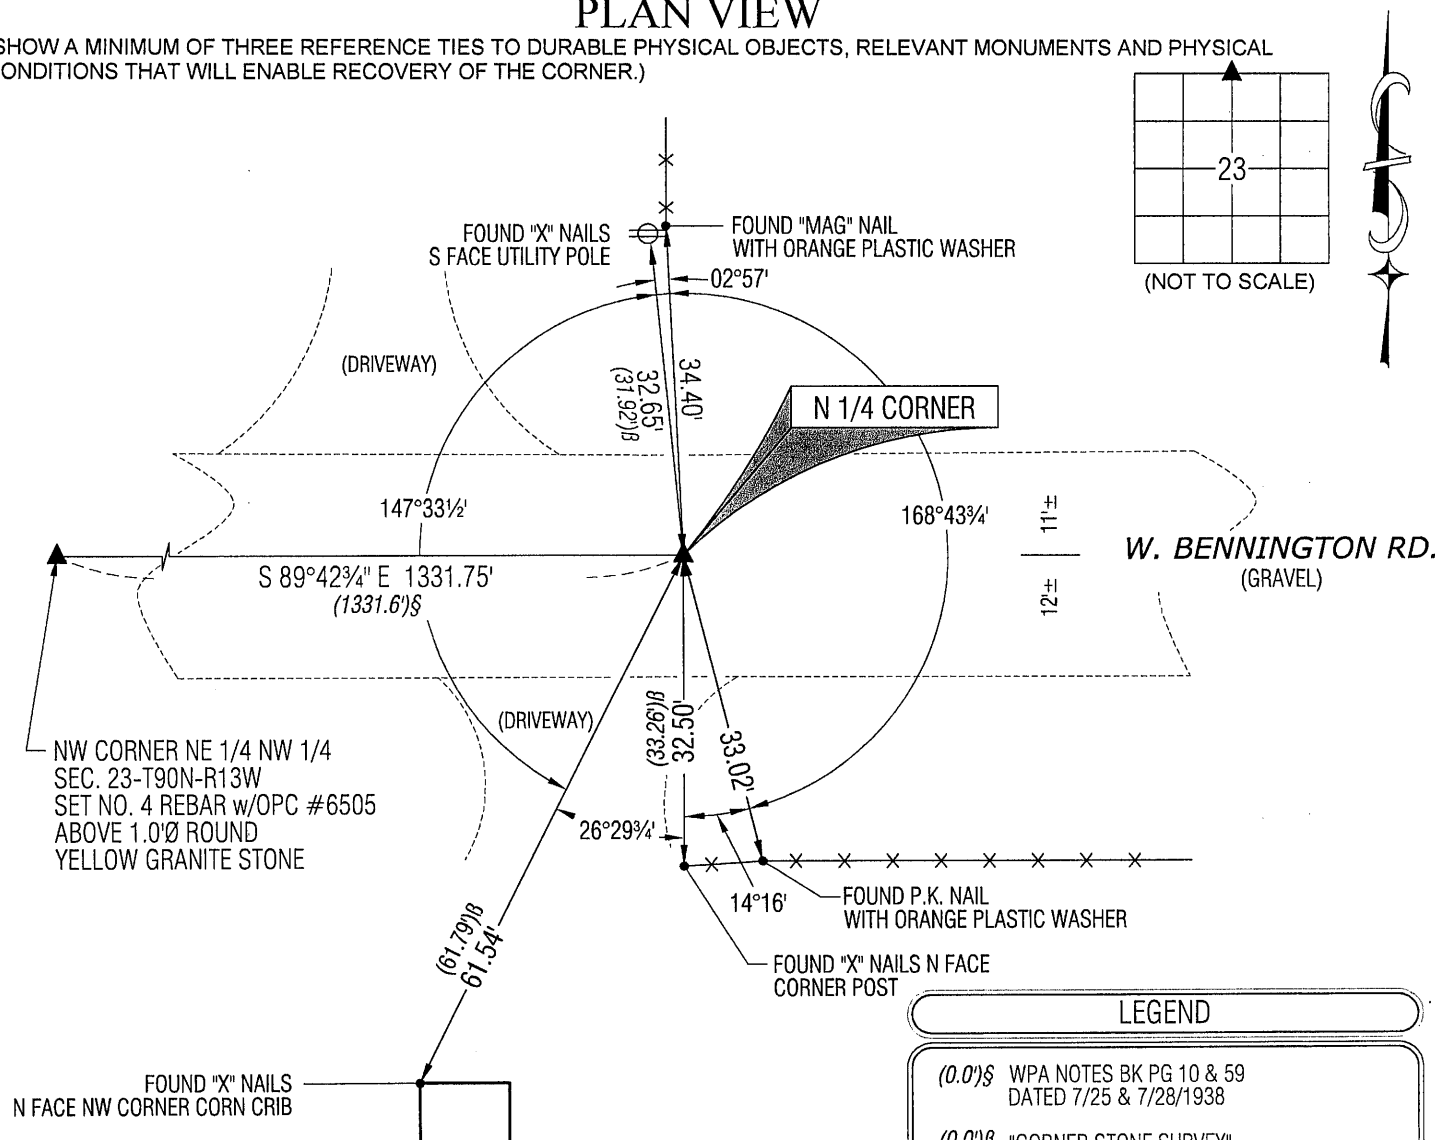 PLAN VIEW
SHOW A MINIMUM OF THREE REFERENCE TIES TO DURABLE PHYSICAL OBJECTS, RELEVANT MONUMENTS AND PHYSICAL
ONDITIONS THAT WILL ENABLE RECOVERY OF THE CORNER.)
23
(NOT TO SCALE)
FOUND "X" NAILS
S FACE UTILITY POLE
FOUND "MAG" NAIL
WITH ORANGE PLASTIC WASHER
02°57'
(DRIVEWAY)
34.40'
32.65'
(31.92')β
N 1/4 CORNER
147°33½'
168°43¾'
11'±
12'±
W. BENNINGTON RD.
(GRAVEL)
S 89°42¾" E 1331.75'
(1331.6')§
(DRIVEWAY)
(33.26')β
32.50'
33.02'
NW CORNER NE 1/4 NW 1/4
SEC. 23-T90N-R13W
SET NO. 4 REBAR w/OPC #6505
ABOVE 1.0'Ø ROUND
YELLOW GRANITE STONE
26°29¾'
14°16'
FOUND P.K. NAIL
WITH ORANGE PLASTIC WASHER
(61.79')β
61.54'
FOUND "X" NAILS N FACE
CORNER POST
FOUND "X" NAILS
N FACE NW CORNER CORN CRIB
LEGEND
(0.0')§ WPA NOTES BK PG 10 & 59
DATED 7/25 & 7/28/1938
(0.0')β "CORNER STONE SURVEY"